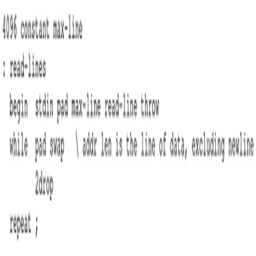 4096 constant max-line
: read-lines
begin stdin pad max-line read-line throw
while pad swap \ addr len is the line of data, excluding newline
2drop
repeat ;